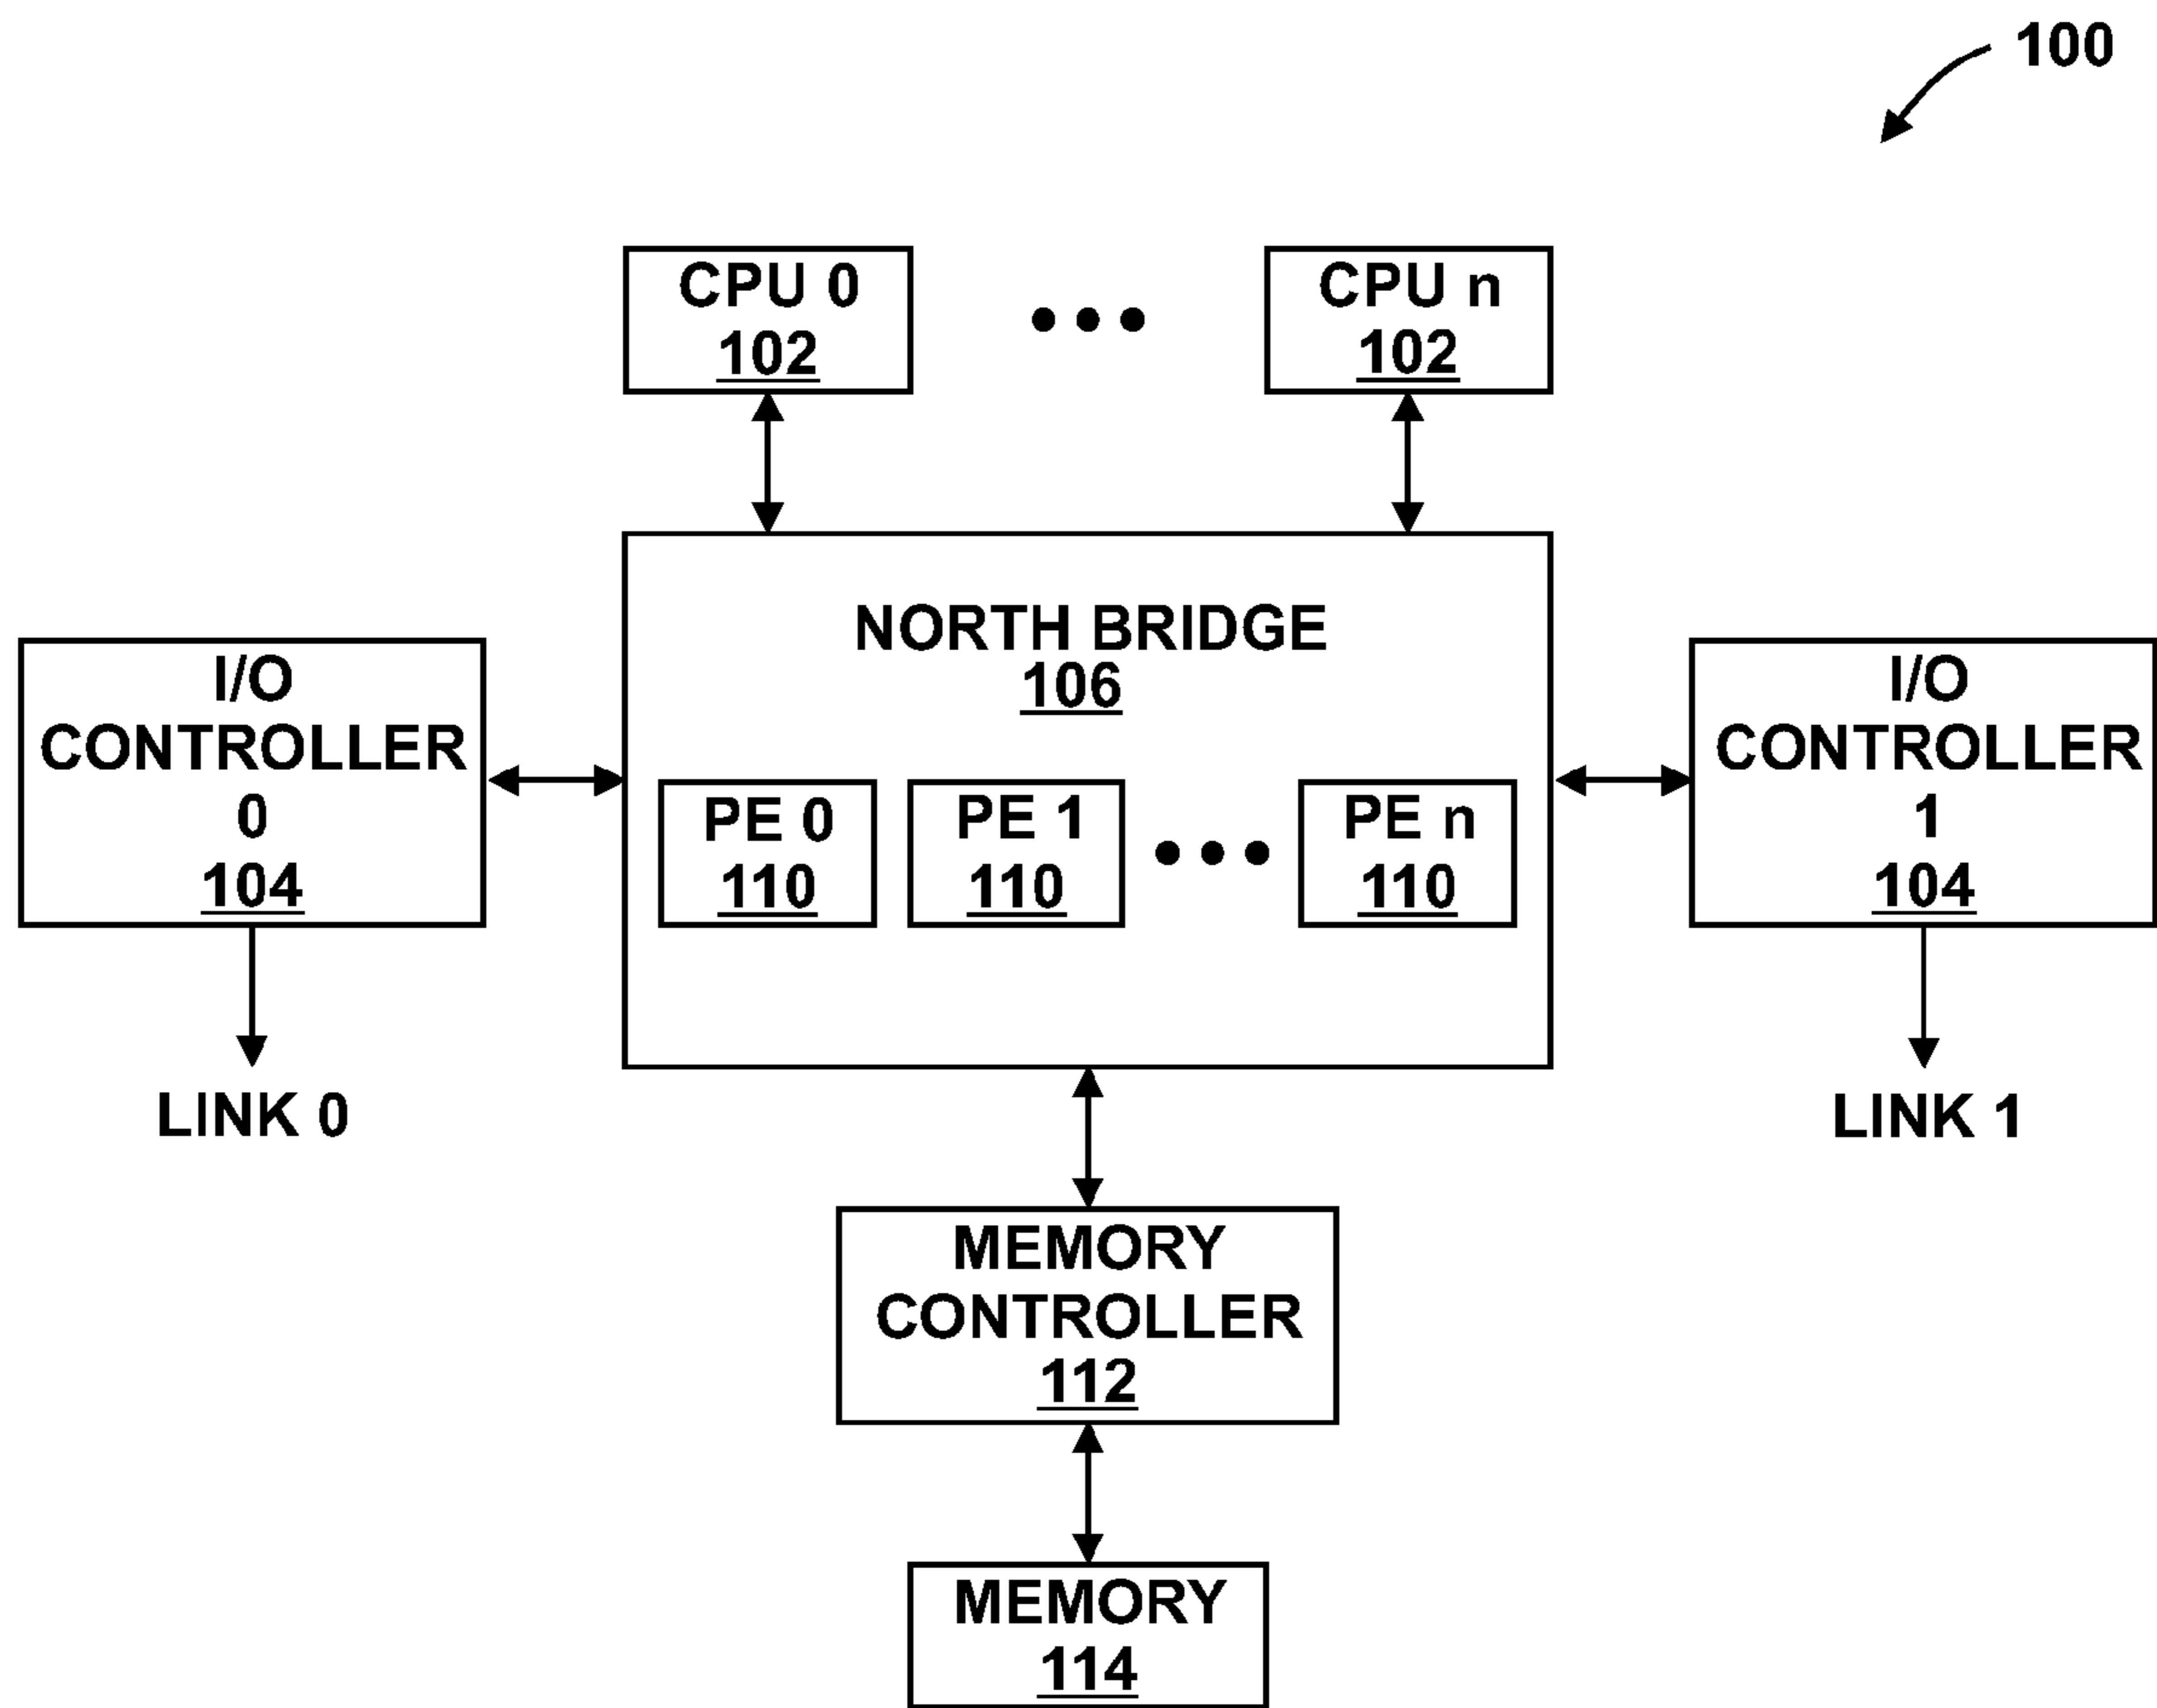 100
CPU 0
102
CPU n
102
NORTH BRIDGE
106
I/O
CONTROLLER
0
104
PE 0
110
PE 1
110
PE n
110
I/O
CONTROLLER
1
104
LINK 0
LINK 1
MEMORY
CONTROLLER
112
MEMORY
114